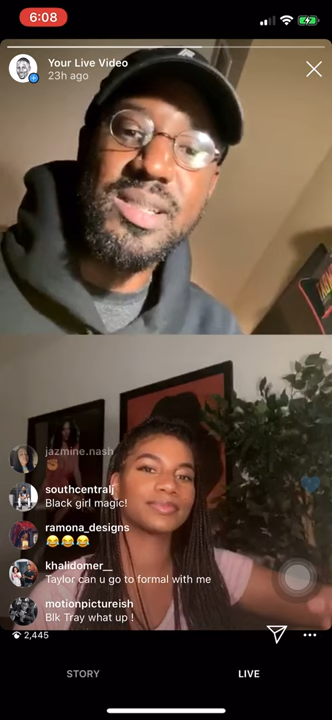 6:08
Your Live Video
23h ago
jazmine.nash
southcentralj
Black girl magic!
ramona_designs
😂😂😂
khalidomer__
Taylor can u go to formal with me
motionpictureish
Blk Tray what up !
2,445
STORY
LIVE